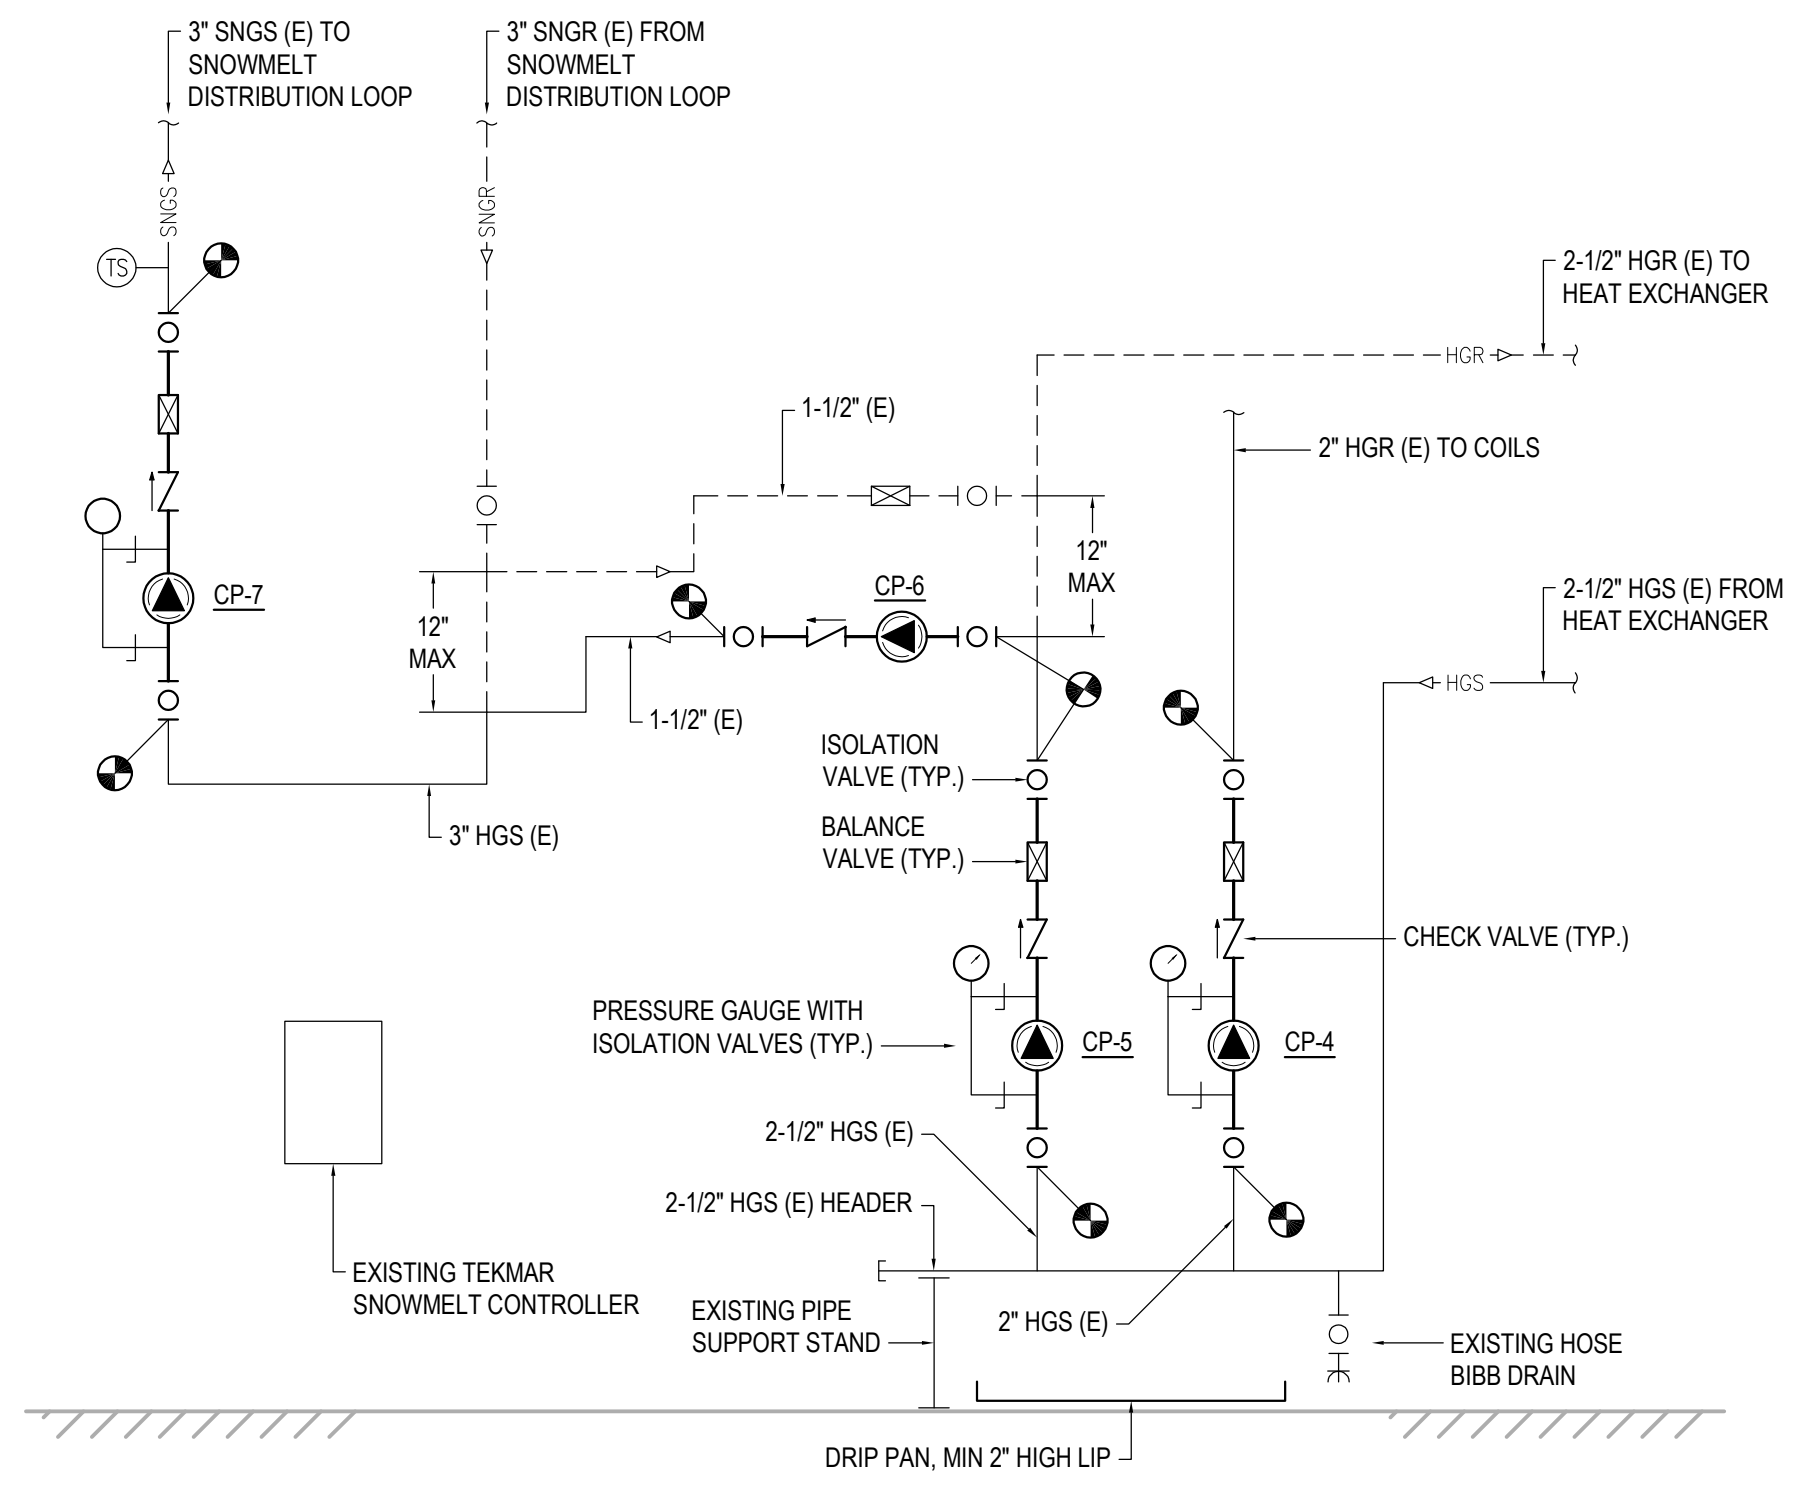 3" SNGS (E) TO
SNOWMELT
DISTRIBUTION LOOP
3" SNGR (E) FROM
SNOWMELT
DISTRIBUTION LOOP
SNGS
SNGR
TS
2-1/2" HGR (E) TO
HEAT EXCHANGER
HGR
1-1/2" (E)
2" HGR (E) TO COILS
12"
MAX
CP-6
CP-7
2-1/2" HGS (E) FROM
HEAT EXCHANGER
12"
MAX
HGS
1-1/2" (E)
ISOLATION
VALVE (TYP.)
3" HGS (E)
BALANCE
VALVE (TYP.)
CHECK VALVE (TYP.)
PRESSURE GAUGE WITH
ISOLATION VALVES (TYP.)
CP-5
CP-4
2-1/2" HGS (E)
2-1/2" HGS (E) HEADER
EXISTING TEKMAR
SNOWMELT CONTROLLER
EXISTING PIPE
SUPPORT STAND
2" HGS (E)
EXISTING HOSE
BIBB DRAIN
DRIP PAN, MIN 2" HIGH LIP